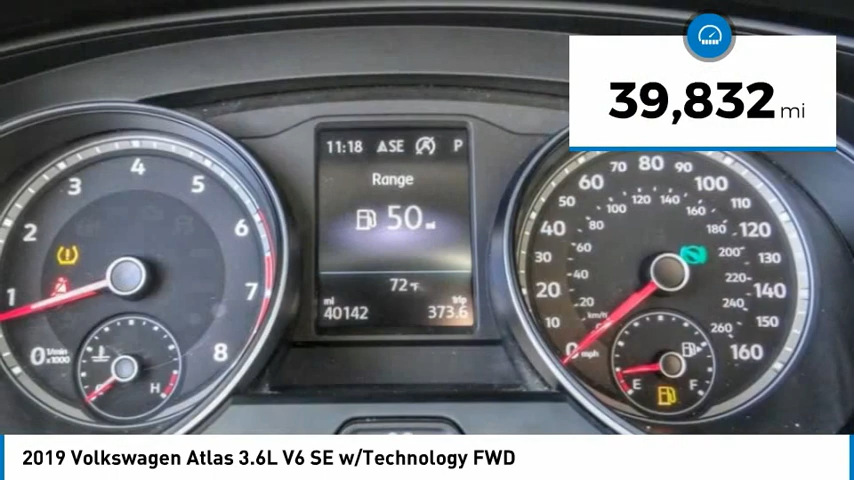 39,832 mi
11:18 SE P
Range
50 mi
72°F
mi trip
40142 373.6
0 1 2 3 4 5 6 7 8
1/min x1000
C H
0 10 20 30 40 50 60 70 80 90 100 110 120 130 140 150 160
mph
20 40 60 80 100 120 140 160 180 200 220 240 260
km/h
E F
2019 Volkswagen Atlas 3.6L V6 SE w/Technology FWD